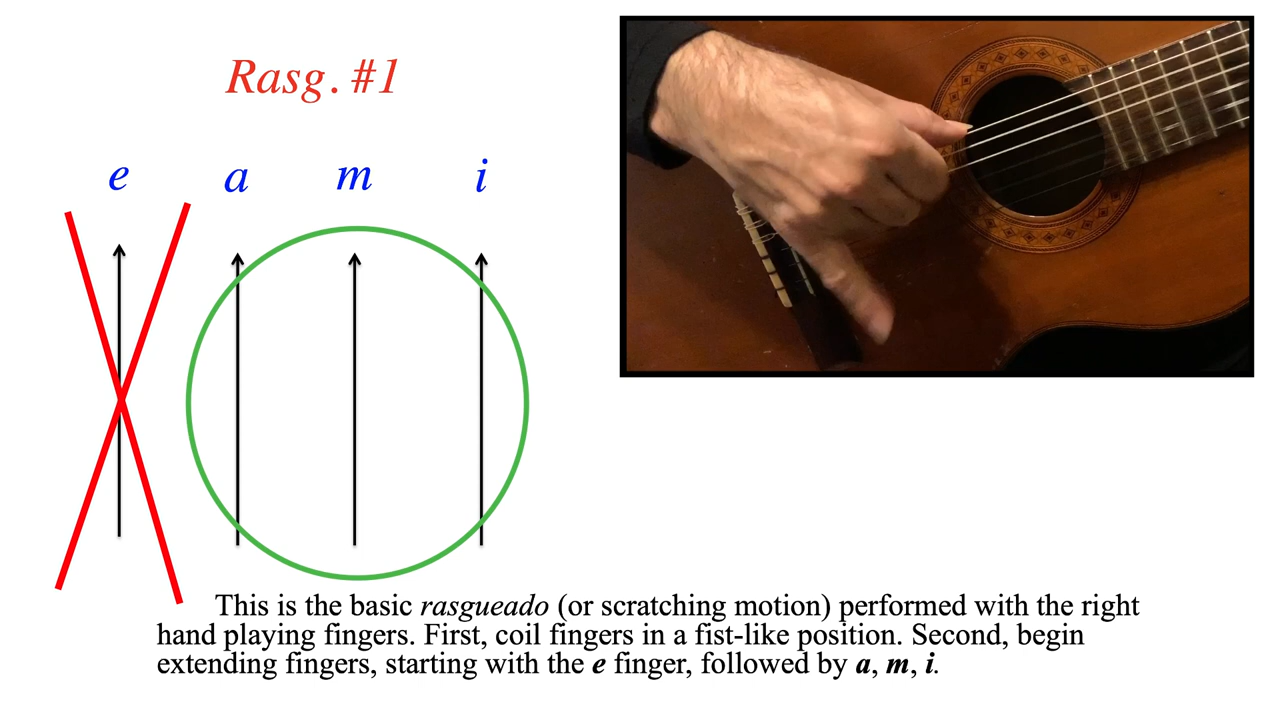 Rasg. #1
e a m i
This is the basic rasgueado (or scratching motion) performed with the right
hand playing fingers. First, coil fingers in a fist-like position. Second, begin
extending fingers, starting with the e finger, followed by a, m, i.